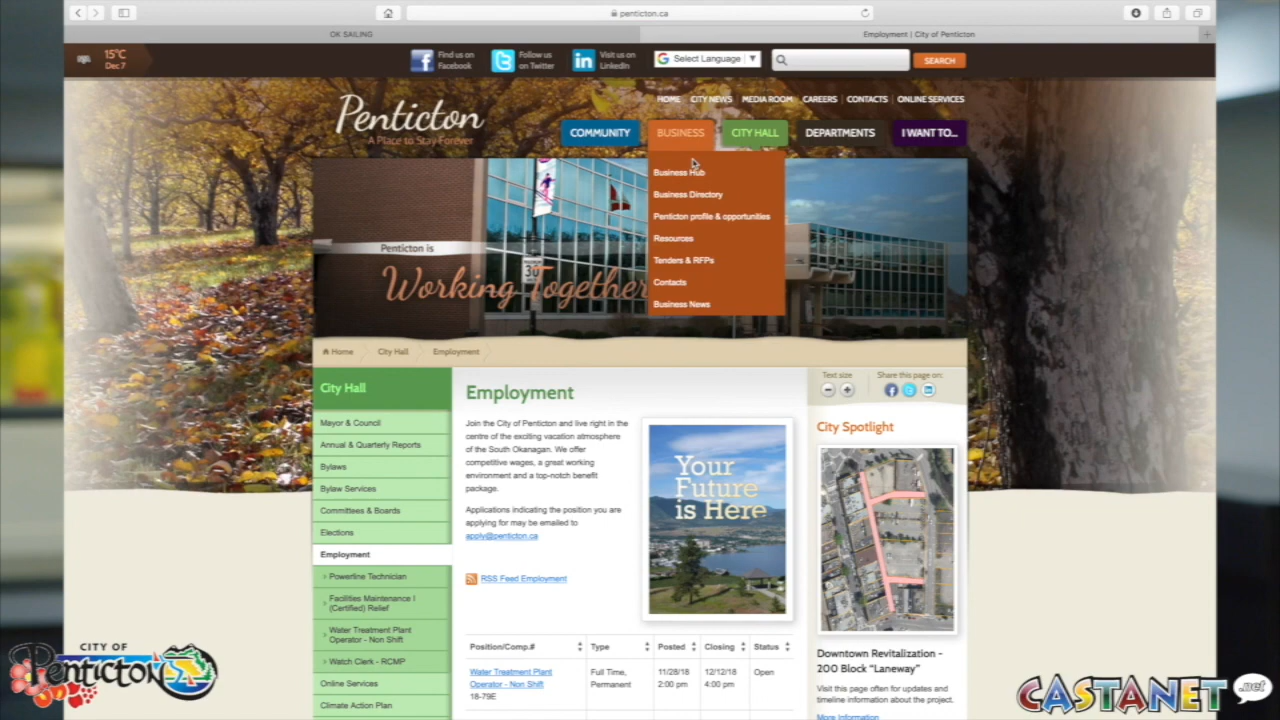 penticton.ca
OK SAILING
Employment | City of Penticton
15°C
Dec 7
Find us on
Facebook
Follow us
on Twitter
Visit us on
LinkedIn
Select Language
SEARCH
HOME
CITY NEWS
MEDIA ROOM
CAREERS
CONTACTS
ONLINE SERVICES
Penticton
A Place to Stay Forever
COMMUNITY
BUSINESS
CITY HALL
DEPARTMENTS
I WANT TO...
Business Hub
Business Directory
Penticton profile & opportunities
Resources
Tenders & RFPs
Contacts
Business News
Penticton is
Working Together
MAXIMUM
30
Home
City Hall
Employment
City Hall
Mayor & Council
Annual & Quarterly Reports
Bylaws
Bylaw Services
Committees & Boards
Elections
Employment
Powerline Technician
Facilities Maintenance I
(Certified) Relief
Water Treatment Plant
Operator - Non Shift
Watch Clerk - RCMP
Online Services
Climate Action Plan
Employment
Join the City of Penticton and live right in the
centre of the exciting vacation atmosphere
of the South Okanagan. We offer
competitive wages, a great working
environment and a top-notch benefit
package.
Applications indicating the position you are
applying for may be emailed to
apply@penticton.ca
RSS Feed Employment
Your
Future
is Here
Position/Comp.#
Type
Posted
Closing
Status
Water Treatment Plant
Operator - Non Shift
18-79E
Full Time,
Permanent
11/28/18
2:00 pm
12/12/18
4:00 pm
Open
Text size
Share this page on:
City Spotlight
Downtown Revitalization -
200 Block "Laneway"
Visit this page often for updates and
timeline information about the project.
More Information
CITY OF
Penticton
CASTANET
.net